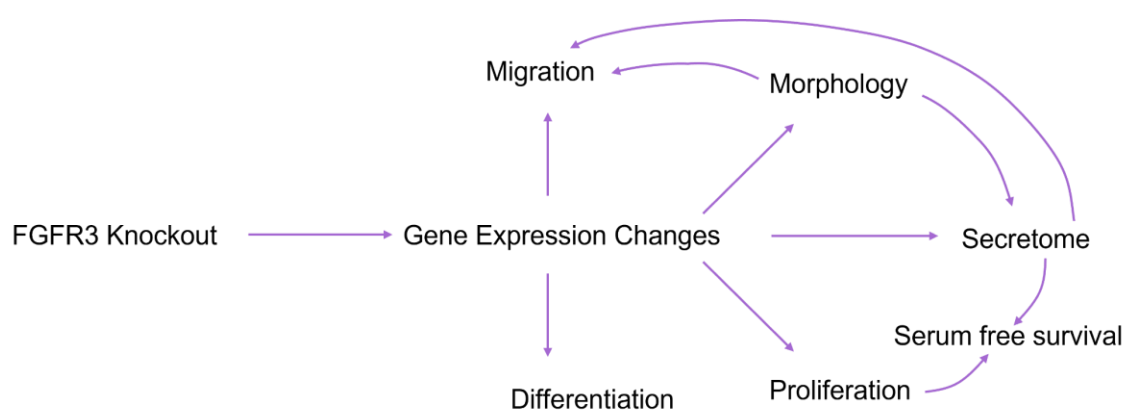 Migration
Morphology
FGFR3 Knockout
Gene Expression Changes
Secretome
Serum free survival
Differentiation
Proliferation